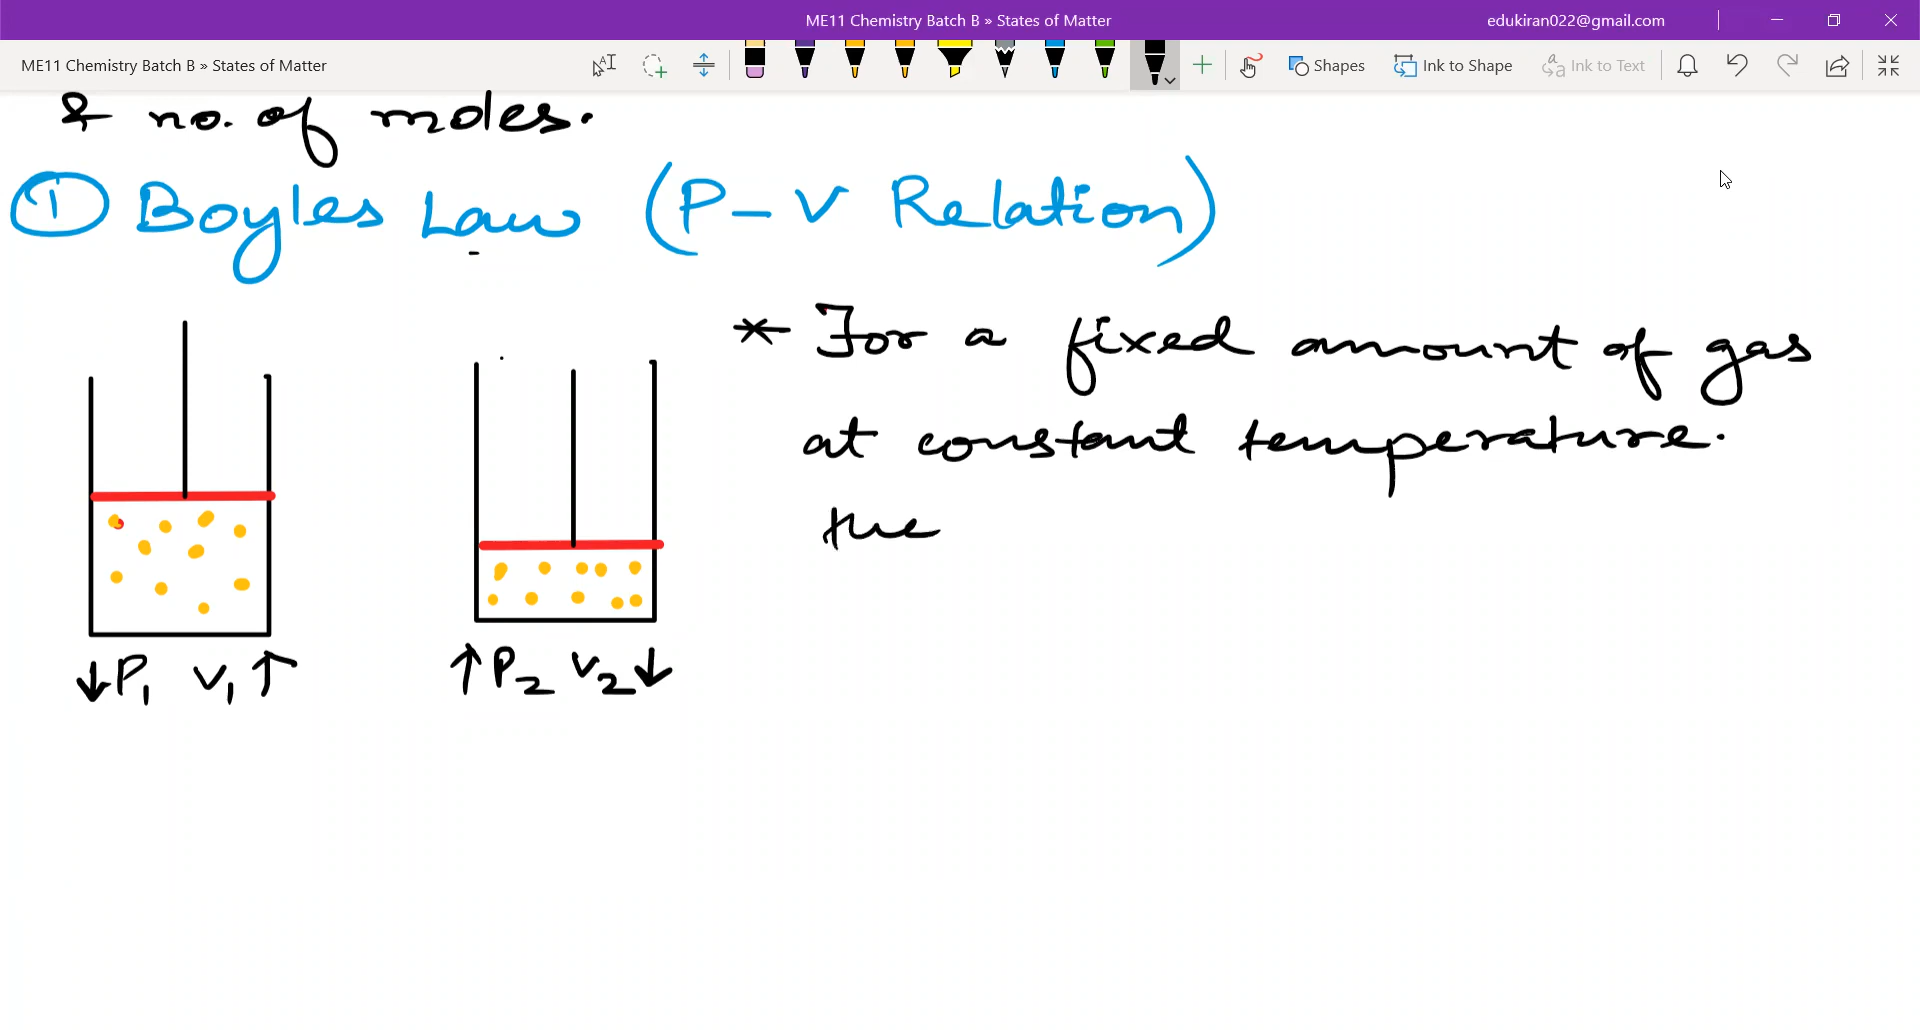 ME11 Chemistry Batch B » States of Matter
edukiran022@gmail.com
ME11 Chemistry Batch B » States of Matter
Shapes
Ink to Shape
Ink to Text
& no. of moles.
① Boyles Law (P-V Relation)
* For a fixed amount of gas
at constant temperature.
the
↓P₁ V₁↑
↑P₂ V₂↓